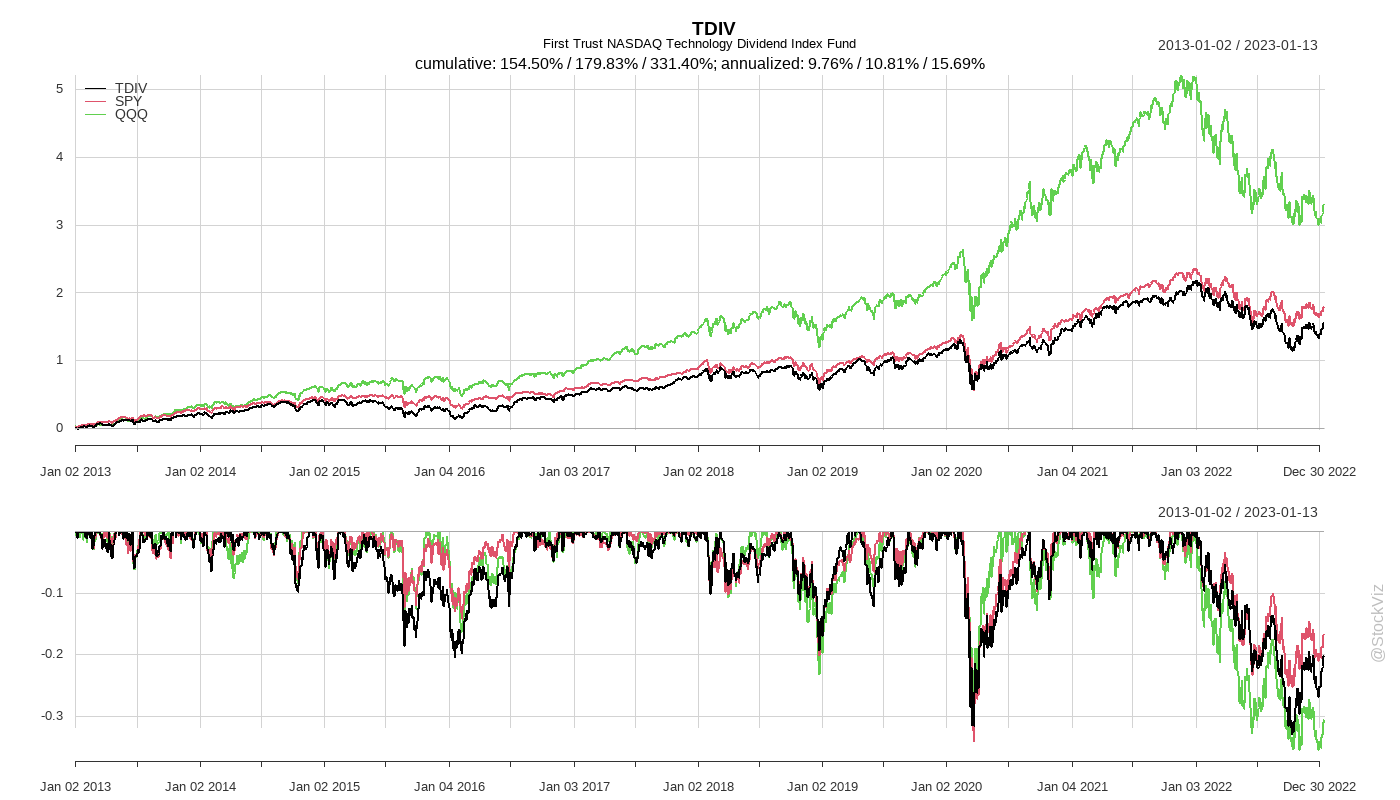 TDIV
First Trust NASDAQ Technology Dividend Index Fund
2013-01-02 / 2023-01-13
cumulative: 154.50% / 179.83% / 331.40%; annualized: 9.76% / 10.81% / 15.69%
TDIV
SPY
QQQ
5
4
3
2
1
0
Jan 02 2013 Jan 02 2014 Jan 02 2015 Jan 04 2016 Jan 03 2017 Jan 02 2018 Jan 02 2019 Jan 02 2020 Jan 04 2021 Jan 03 2022 Dec 30 2022
2013-01-02 / 2023-01-13
-0.1
-0.2
-0.3
Jan 02 2013 Jan 02 2014 Jan 02 2015 Jan 04 2016 Jan 03 2017 Jan 02 2018 Jan 02 2019 Jan 02 2020 Jan 04 2021 Jan 03 2022 Dec 30 2022
@StockViz